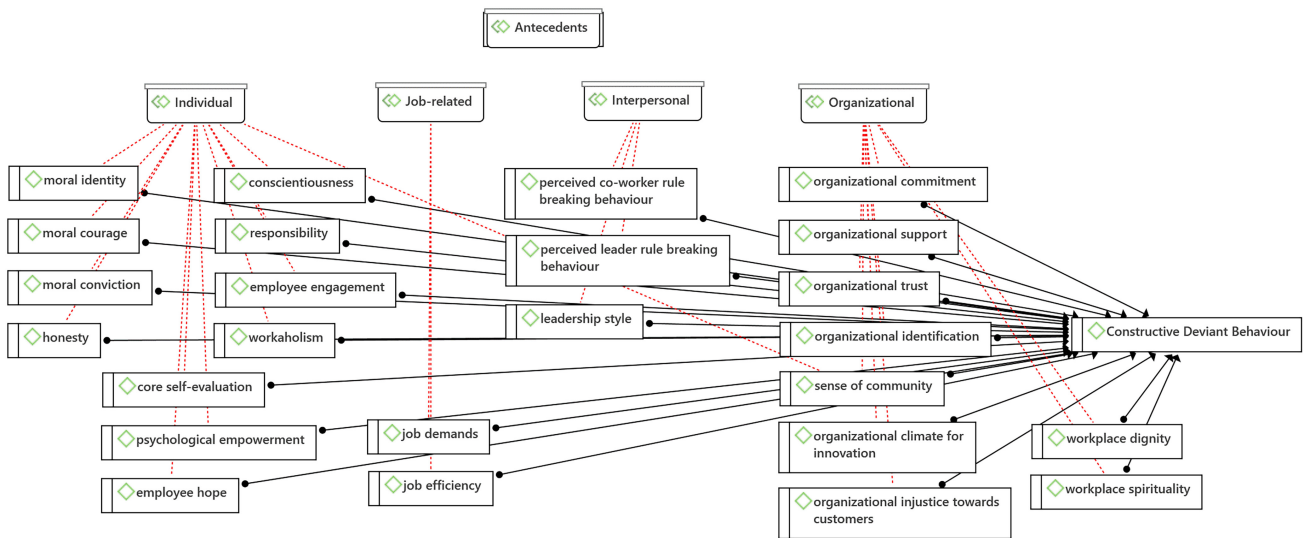 Antecedents
Individual
Job-related
Interpersonal
Organizational
moral identity
conscientiousness
perceived co-worker rule
breaking behaviour
organizational commitment
moral courage
responsibility
perceived leader rule breaking
behaviour
organizational support
moral conviction
employee engagement
organizational trust
honesty
workaholism
leadership style
organizational identification
Constructive Deviant Behaviour
core self-evaluation
sense of community
psychological empowerment
job demands
organizational climate for
innovation
workplace dignity
employee hope
job efficiency
organizational injustice towards
customers
workplace spirituality